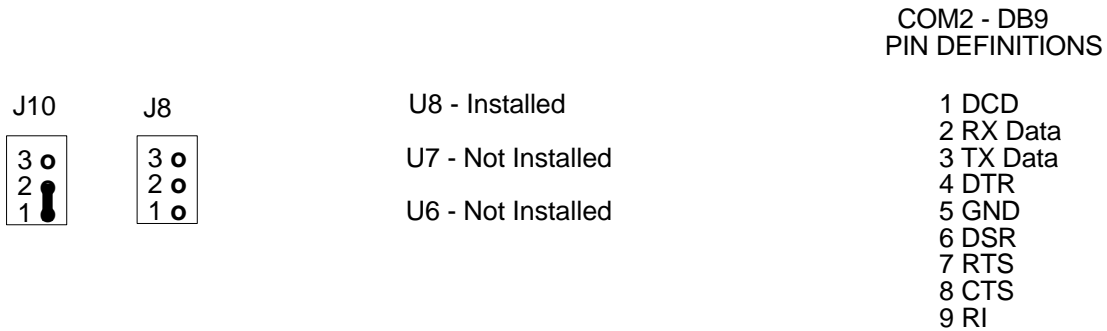 COM2 - DB9
PIN DEFINITIONS
J10
J8
U8 - Installed
1 DCD
2 RX Data
3 o
3 o
U7 - Not Installed
3 TX Data
2
2 o
4 DTR
1
1 o
U6 - Not Installed
5 GND
6 DSR
7 RTS
8 CTS
9 RI